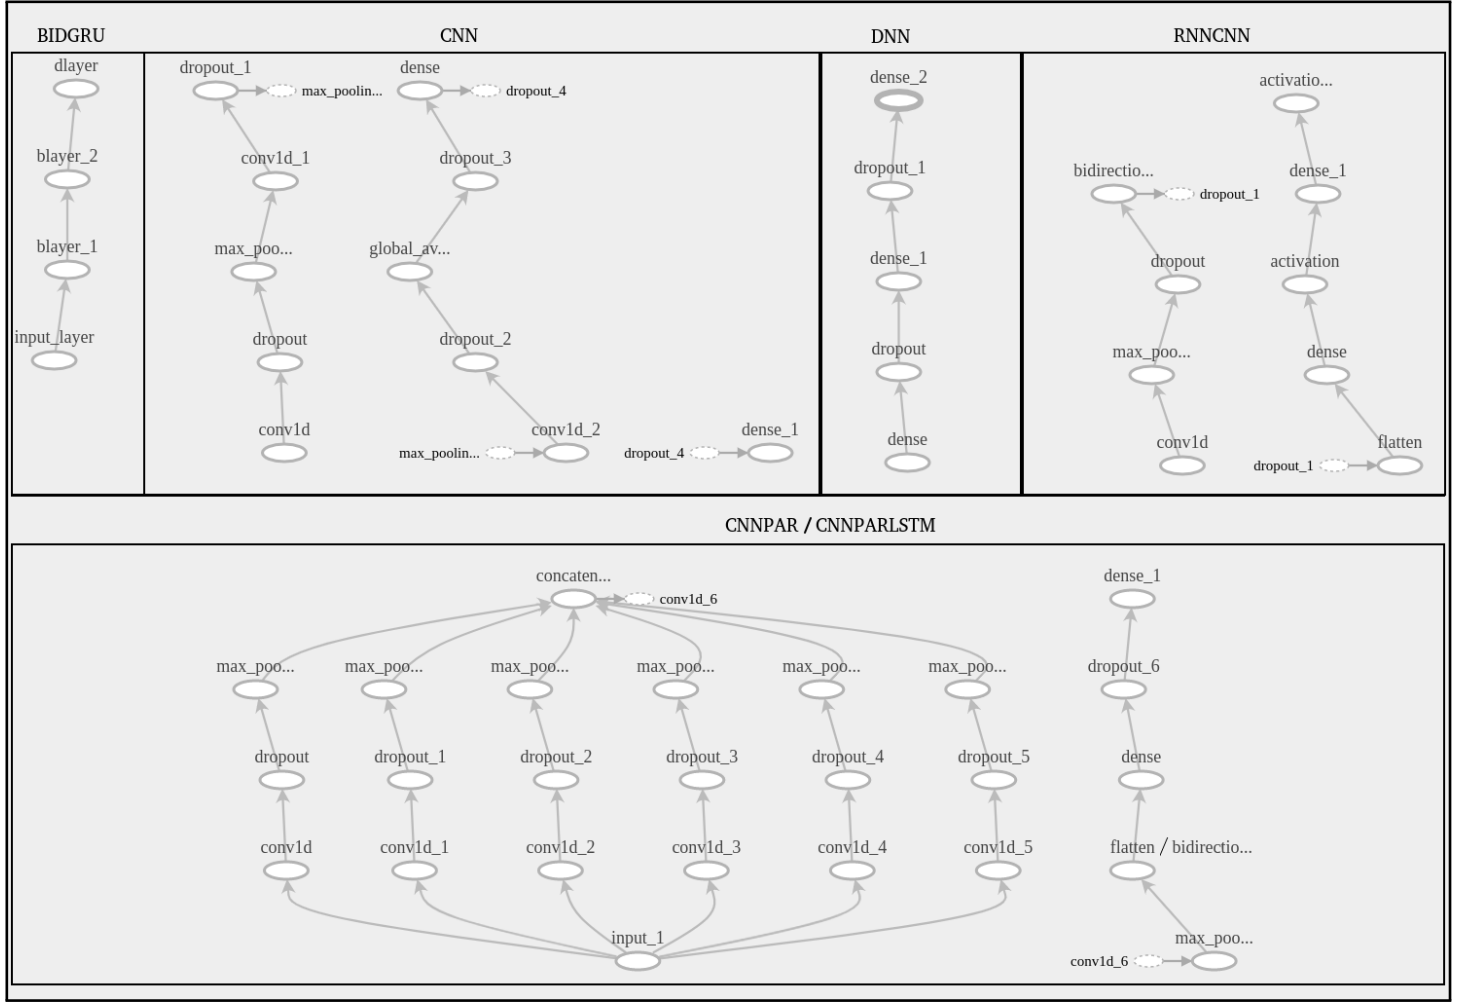 BIDGRU
CNN
DNN
RNNCNN
dlayer
blayer_2
blayer_1
input_layer
dropout_1
max_poolin...
conv1d_1
max_poo...
dropout
conv1d
dense
dropout_4
dropout_3
global_av...
dropout_2
max_poolin...
conv1d_2
dropout_4
dense_1
dense_2
dropout_1
dense_1
dropout
dense
bidirectio...
dropout_1
dropout
max_poo...
conv1d
activatio...
dense_1
activation
dense
flatten
dropout_1
CNNPAR / CNNPARLSTM
concaten...
conv1d_6
dense_1
max_poo...
max_poo...
max_poo...
max_poo...
max_poo...
max_poo...
dropout_6
dropout
dropout_1
dropout_2
dropout_3
dropout_4
dropout_5
dense
conv1d
conv1d_1
conv1d_2
conv1d_3
conv1d_4
conv1d_5
flatten / bidirectio...
input_1
max_poo...
conv1d_6